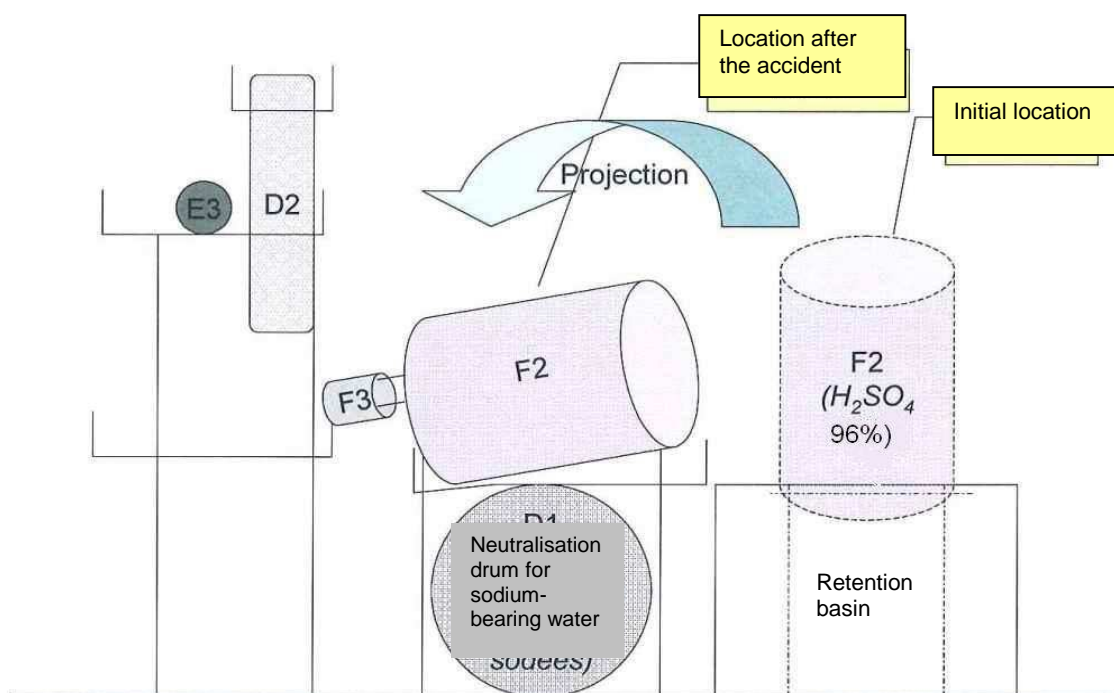 Location after
the accident
Initial location
Projection
E3
D2
F2
F3
F2
(H₂SO₄
96%)
D1
Neutralisation
drum for
sodium-
bearing water
sodées)
Retention
basin